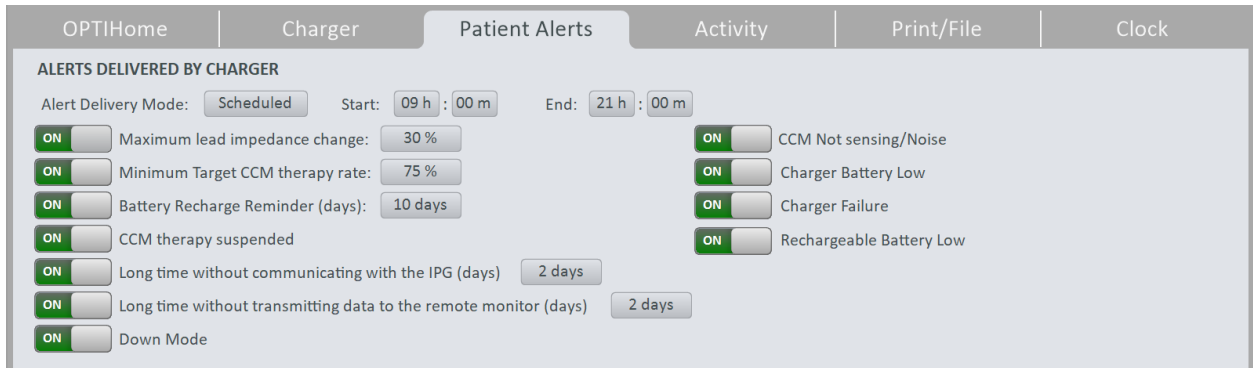 OPTIHome Charger Patient Alerts Activity Print/File Clock
ALERTS DELIVERED BY CHARGER
Alert Delivery Mode: Scheduled Start: 09 h : 00 m End: 21 h : 00 m
ON Maximum lead impedance change: 30 % ON CCM Not sensing/Noise
ON Minimum Target CCM therapy rate: 75 % ON Charger Battery Low
ON Battery Recharge Reminder (days): 10 days ON Charger Failure
ON CCM therapy suspended ON Rechargeable Battery Low
ON Long time without communicating with the IPG (days) 2 days
ON Long time without transmitting data to the remote monitor (days) 2 days
ON Down Mode